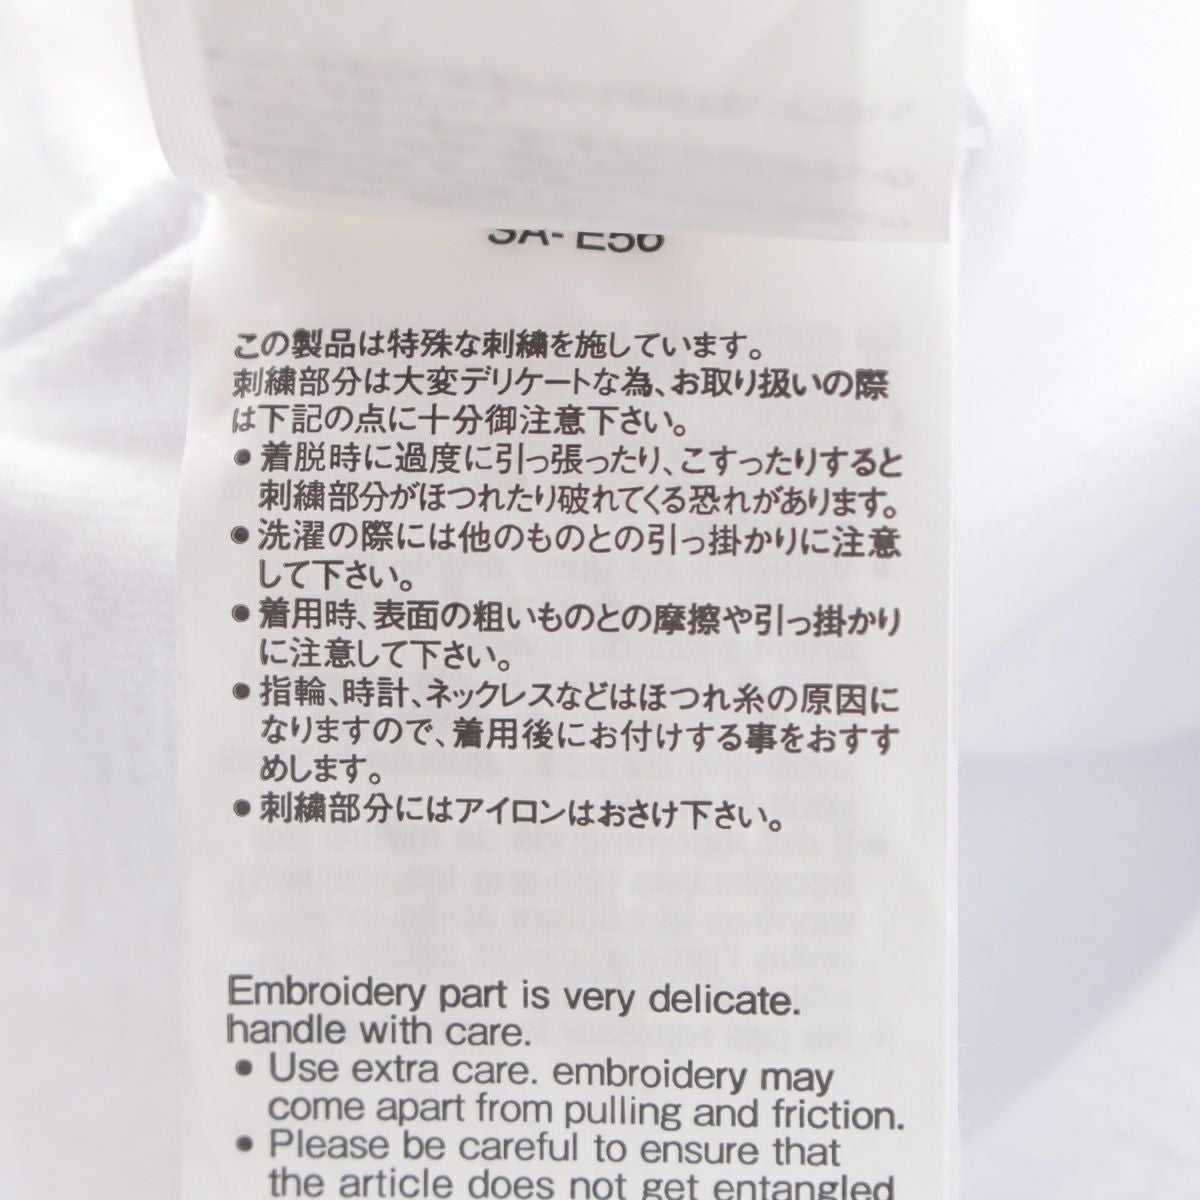 SA-E56
この製品は特殊な刺繍を施しています。
刺繍部分は大変デリケートな為、お取り扱いの際
は下記の点に十分御注意下さい。
●着脱時に過度に引っ張ったり、こすったりすると
刺繍部分がほつれたり破れてくる恐れがあります。
●洗濯の際には他のものとの引っ掛かりに注意
して下さい。
●着用時、表面の粗いものとの摩擦や引っ掛かり
に注意して下さい。
●指輪、時計、ネックレスなどはほつれ糸の原因に
なりますので、着用後にお付けする事をおすす
めします。
●刺繍部分にはアイロンはおさけ下さい。
Embroidery part is very delicate.
handle with care.
● Use extra care. embroidery may
come apart from pulling and friction.
● Please be careful to ensure that
the article does not get entangled